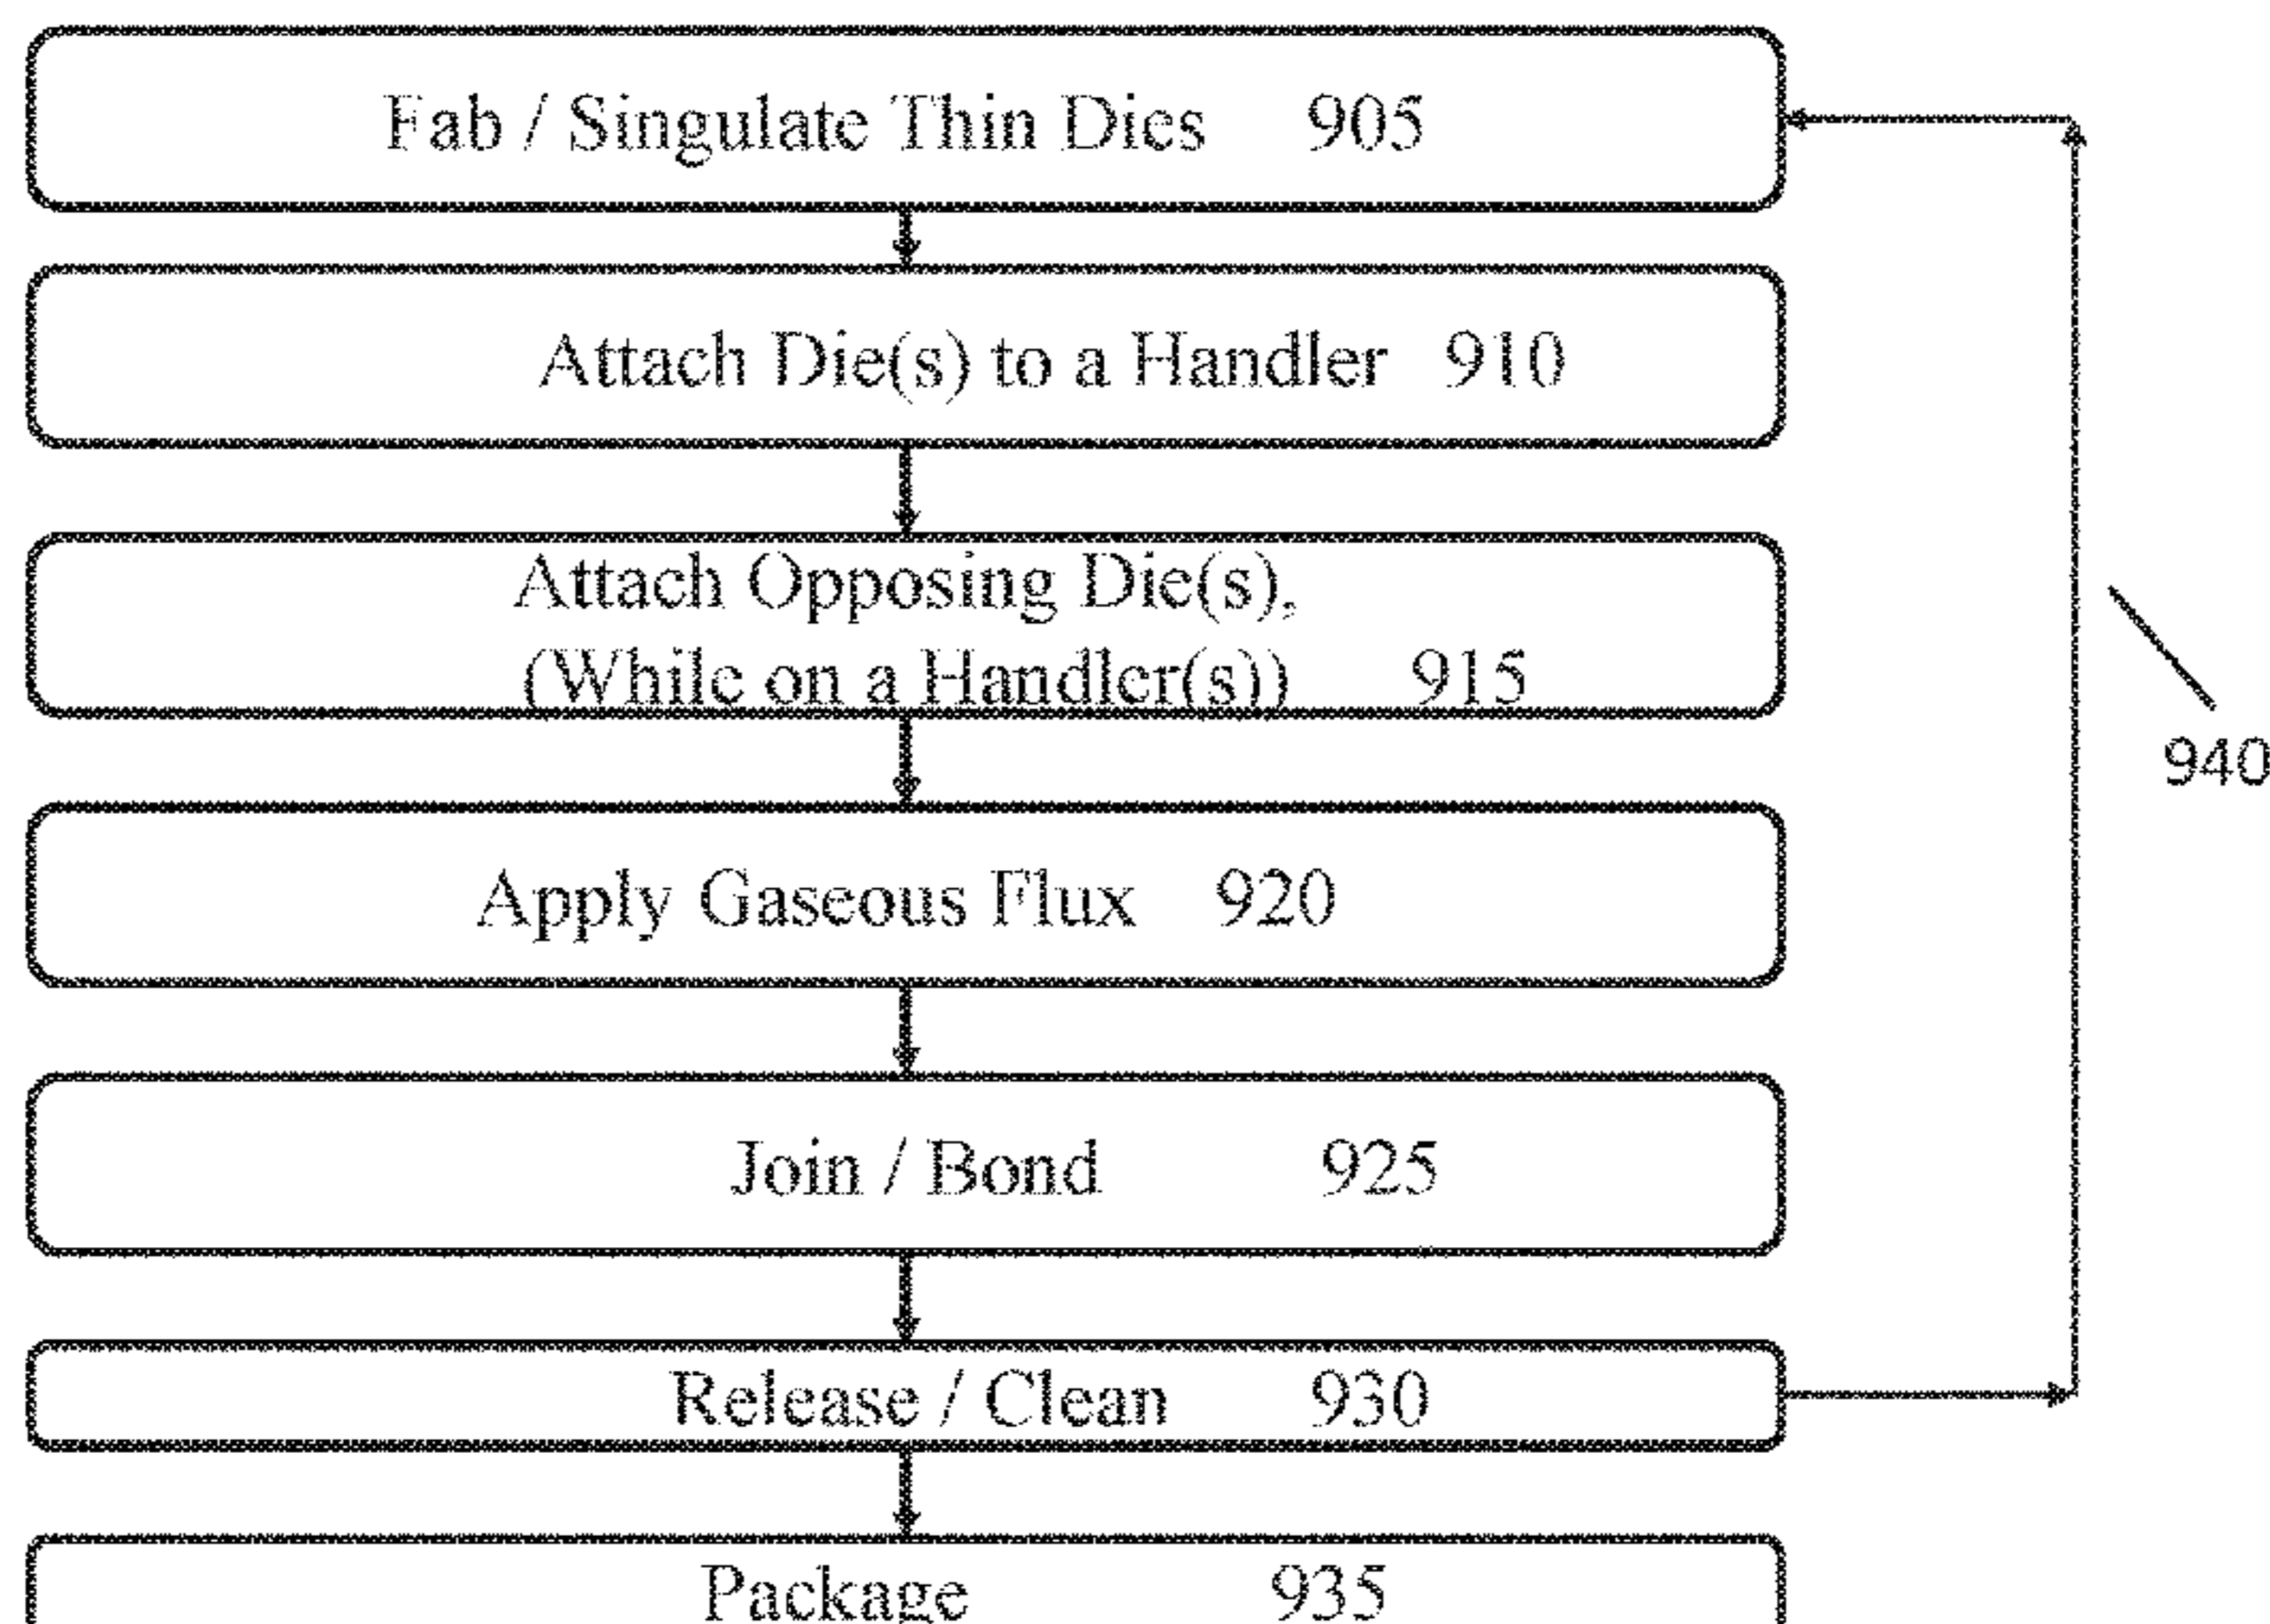 Fab / Singulate Thin Dies 905
Attach Die(s) to a Handler 910
Attach Opposing Die(s),
(While on a Handler(s)) 915
940
Apply Gaseous Flux 920
Join / Bond 925
Release / Clean 930
Package 935